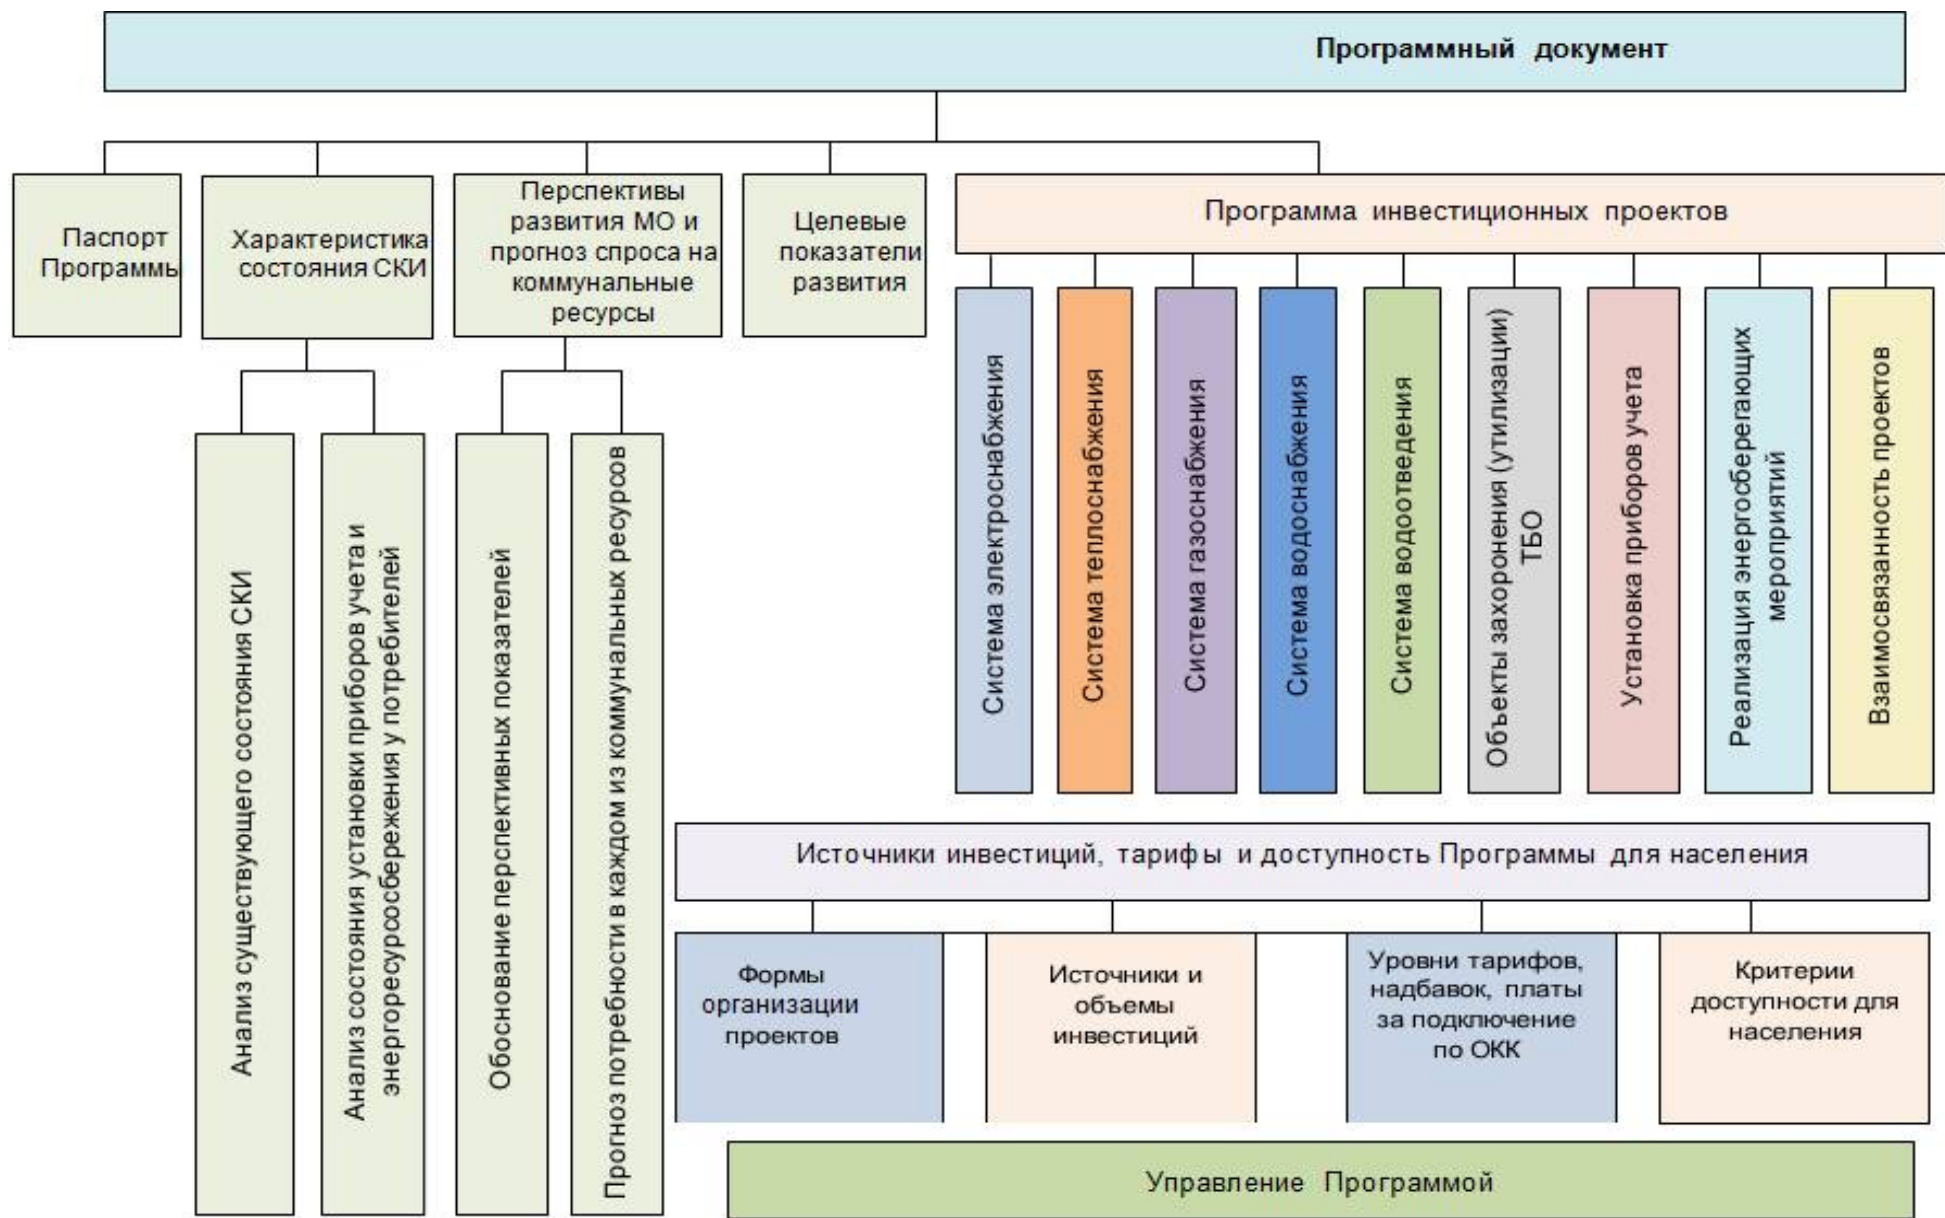 Программный документ
Паспорт
Программы
Характеристика
состояния СКИ
Перспективы
развития МО и
прогноз спроса на
коммунальные
ресурсы
Целевые
показатели
развития
Программа инвестиционных проектов
Анализ существующего состояния СКИ
Анализ состояния установки приборов учета и
энергоресурсосбережения у потребителей
Обоснование перспективных показателей
Прогноз потребности в каждом из коммунальных ресурсов
Система электроснабжения
Система теплоснабжения
Система газоснабжения
Система водоснабжения
Система водоотведения
Объекты захоронения (утилизации)
ТБО
Установка приборов учета
Реализация энергосберегающих
мероприятий
Взаимосвязанность проектов
Источники инвестиций, тарифы и доступность Программы для населения
Формы
организации
проектов
Источники и
объемы
инвестиций
Уровни тарифов,
надбавок, платы
за подключение
по ОКК
Критерии
доступности для
населения
Управление Программой